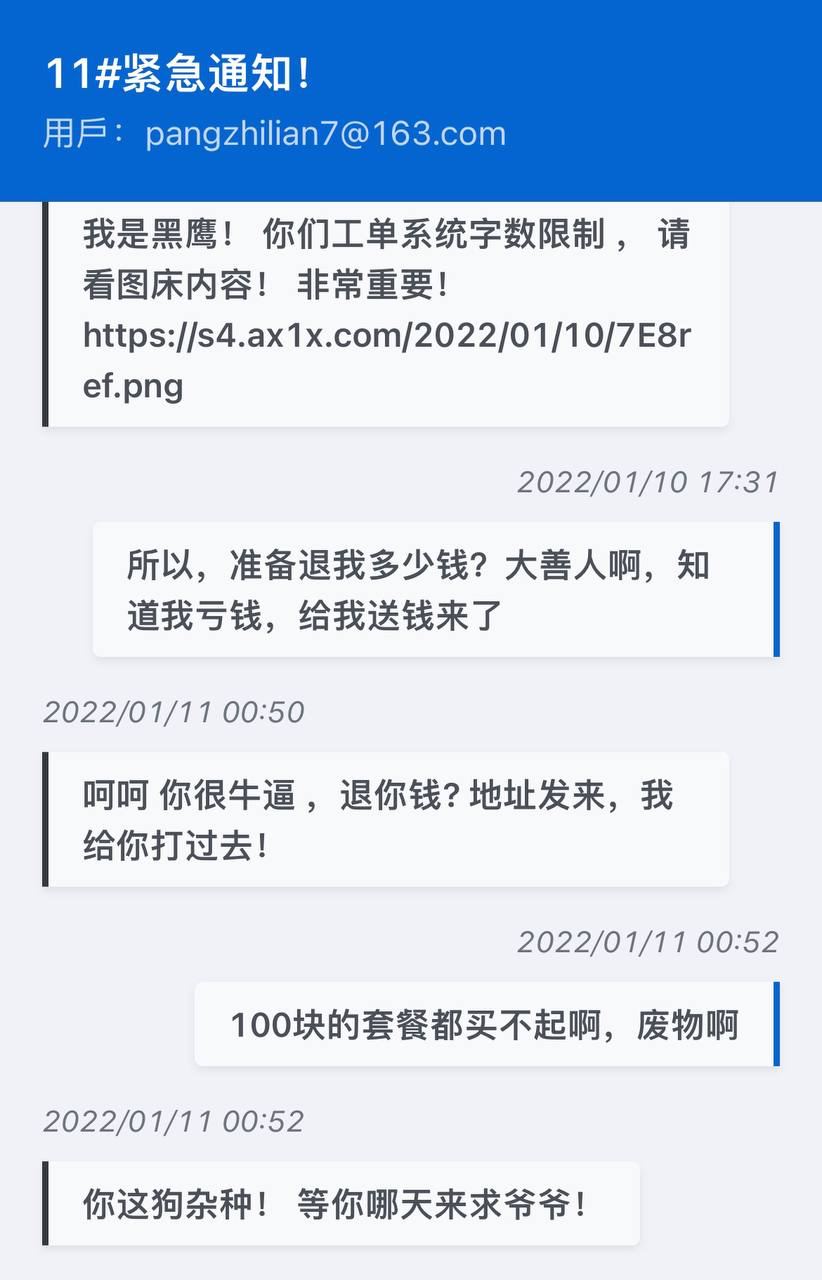 11#紧急通知！
用戶：pangzhilian7@163.com
我是黑鹰！ 你们工单系统字数限制 ， 请
看图床内容！ 非常重要！
https://s4.ax1x.com/2022/01/10/7E8r
ef.png
2022/01/10 17:31
所以，准备退我多少钱？大善人啊，知
道我亏钱，给我送钱来了
2022/01/11 00:50
呵呵 你很牛逼 ，退你钱? 地址发来，我
给你打过去！
2022/01/11 00:52
100块的套餐都买不起啊，废物啊
2022/01/11 00:52
你这狗杂种！ 等你哪天来求爷爷！